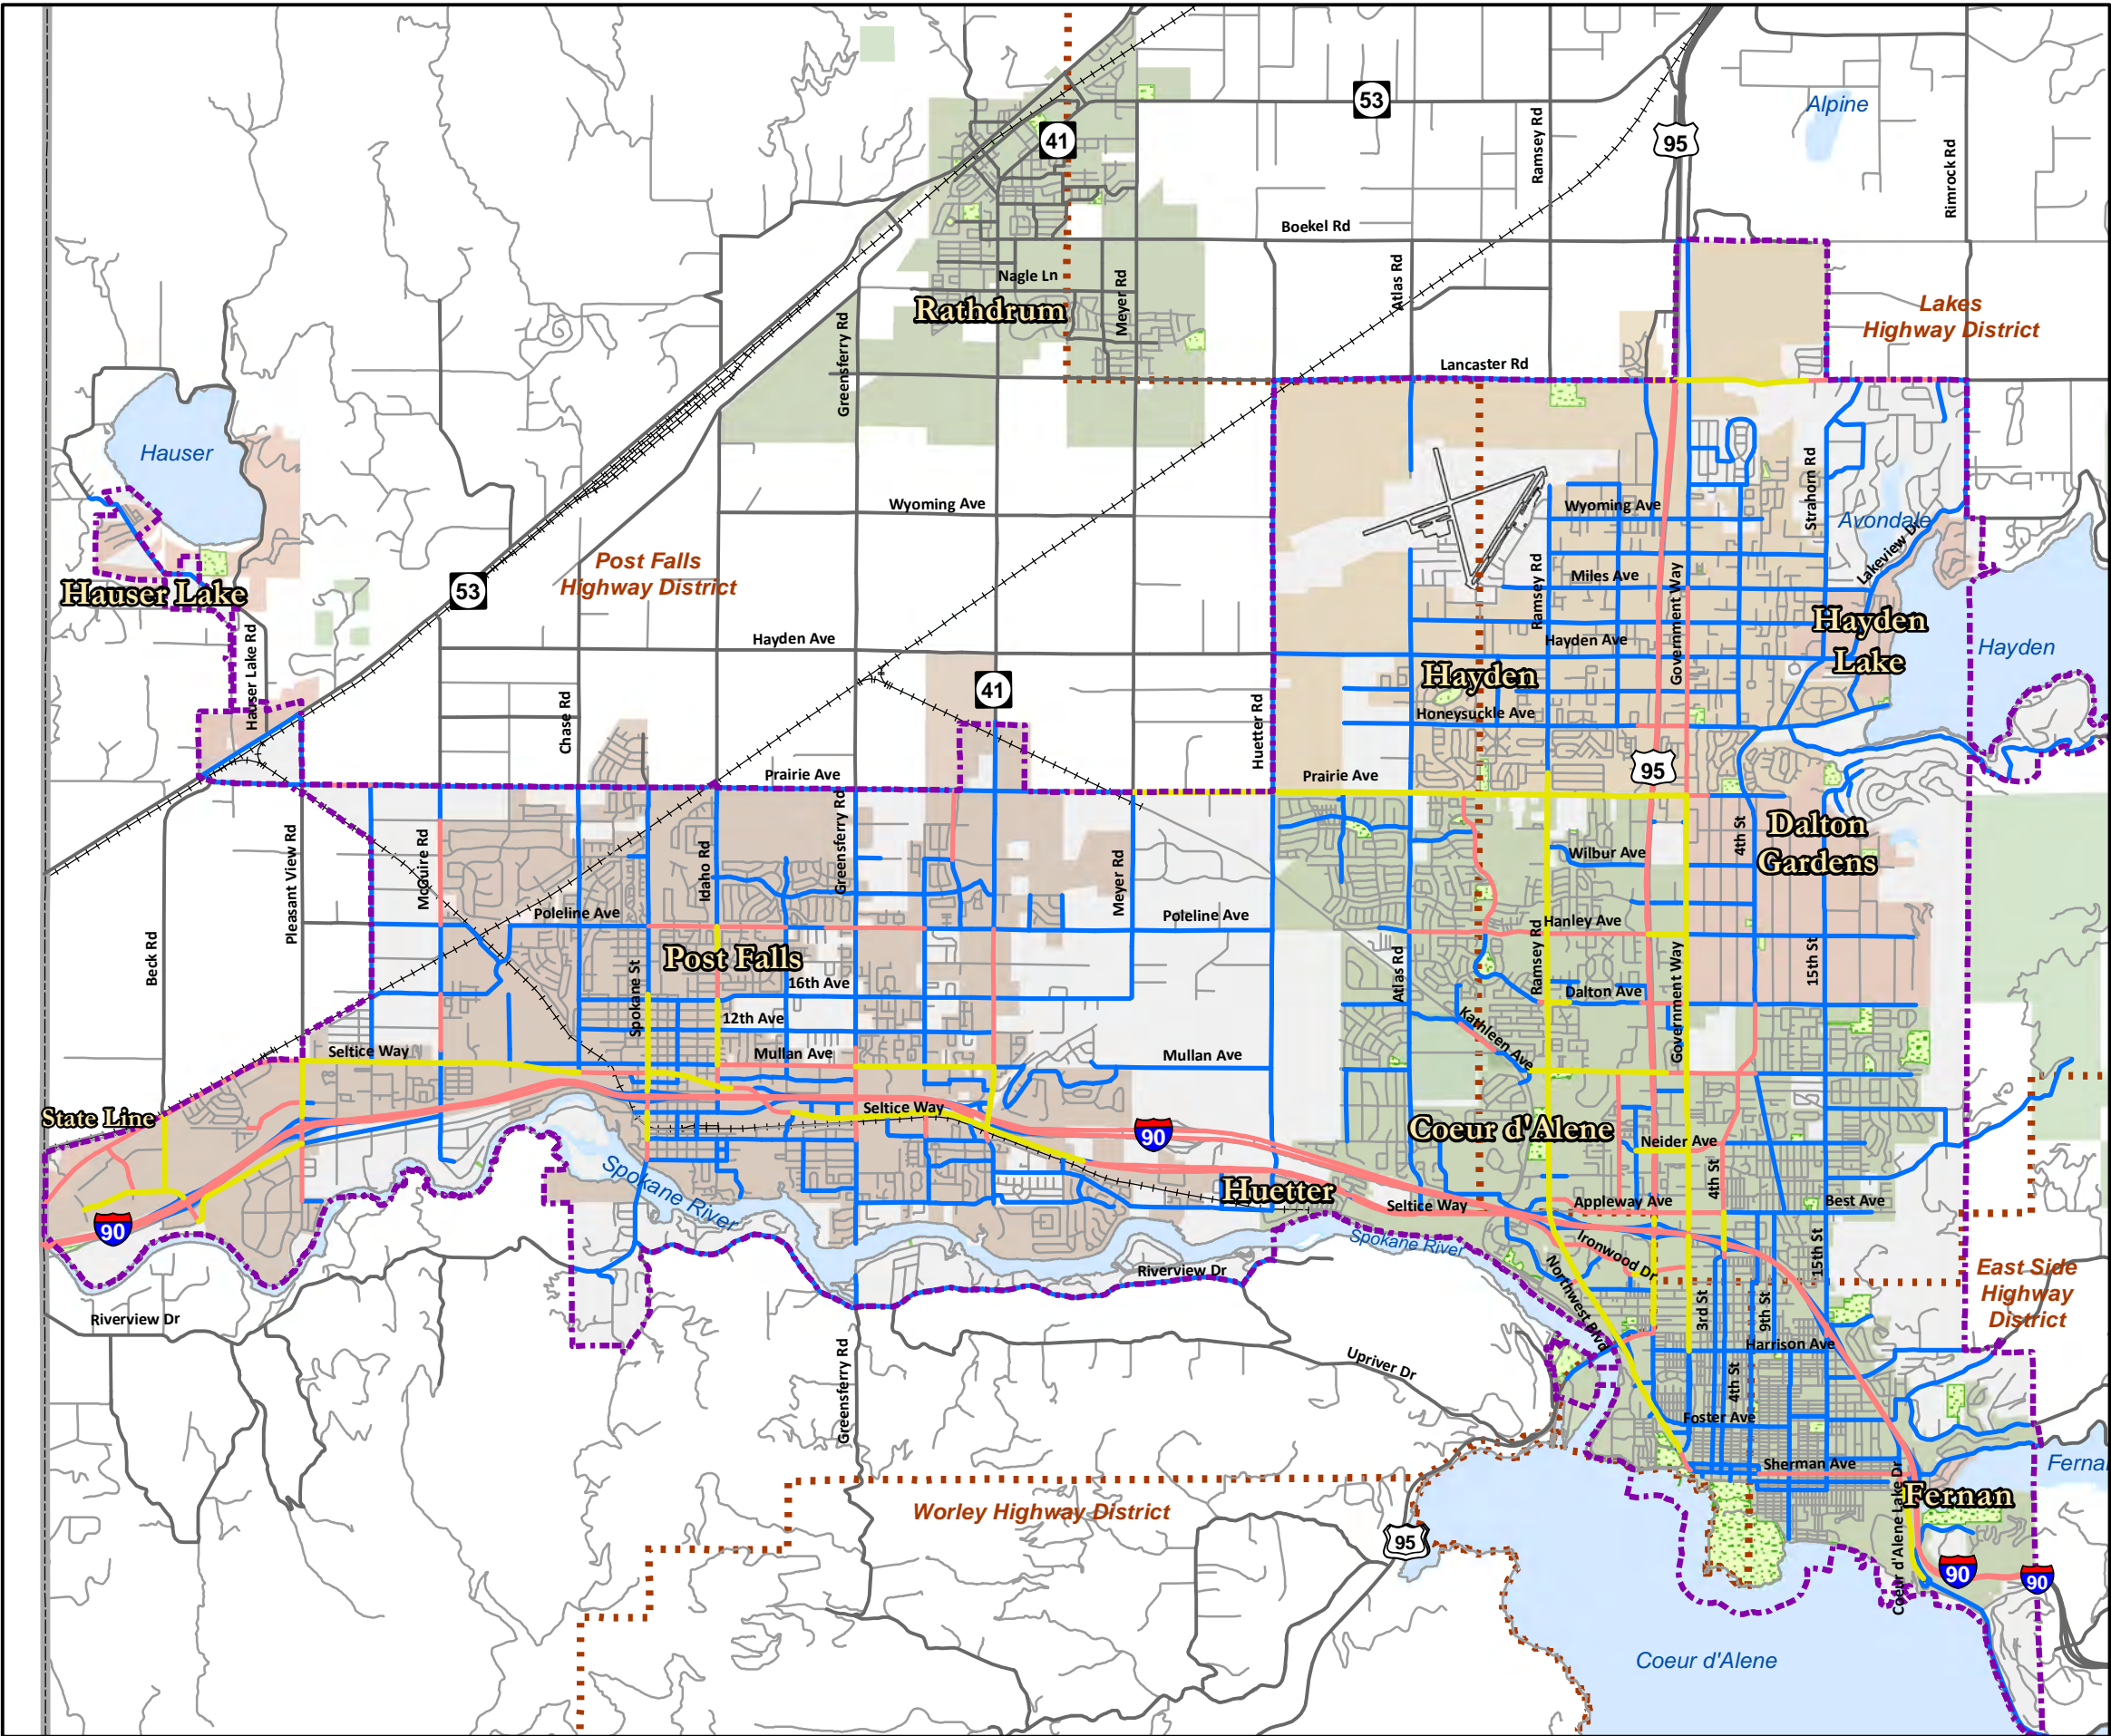 53
Alpine
41
95
Ramsey Rd
Rimrock Rd
Boekel Rd
Nagle Ln
Meyer Rd
Atlas Rd
Rathdrum
Lakes
Highway District
Greensferry Rd
Lancaster Rd
Hauser
Wyoming Ave
Wyoming Ave
Strahorn Rd
Avondale
Lakeview Dr
Post Falls
Highway District
53
Hauser Lake
Miles Ave
Ramsey Rd
Government Way
Hayden
Lake
Hayden
Hauser Lake Rd
Hayden Ave
Hayden Ave
Hayden
41
Chase Rd
Huetter Rd
Honeysuckle Ave
95
Prairie Ave
Prairie Ave
Greensferry Rd
Pleasant View Rd
McGuire Rd
Idaho Rd
4th St
Dalton
Gardens
Wilbur Ave
Meyer Rd
Poleline Ave
Poleline Ave
Hanley Ave
Beck Rd
Post Falls
Spokane St
16th Ave
Atlas Rd
Ramsey Rd
Dalton Ave
Government Way
15th St
12th Ave
Kathleen Ave
Seltice Way
Mullan Ave
Mullan Ave
State Line
Seltice Way
90
Coeur d'Alene
Neider Ave
Spokane River
Huetter
4th St
Seltice Way
Appleway Ave
Best Ave
90
Spokane River
Ironwood Dr
15th St
Riverview Dr
East Side
Highway
District
Northwest Blvd
3rd St
9th St
Riverview Dr
Harrison Ave
Greensferry Rd
Upriver Dr
4th St
Foster Ave
Sherman Ave
Ferna
Worley Highway District
Coeur d'Alene Lake Dr
Fernan
95
90
90
Coeur d'Alene